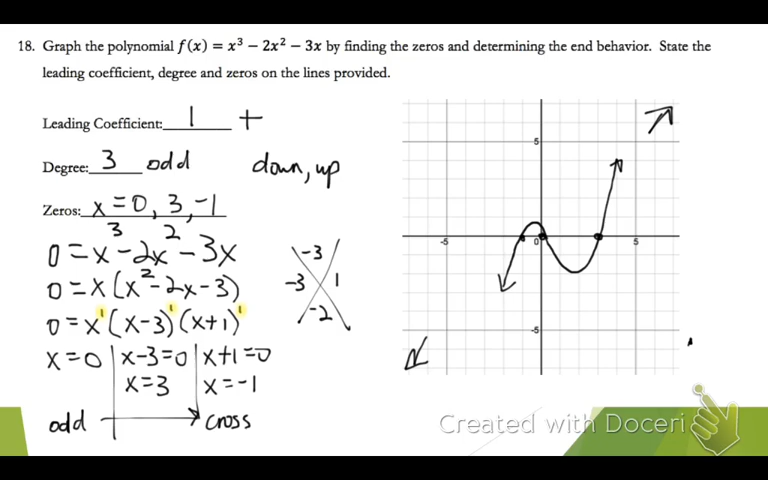 18. Graph the polynomial f(x) = x³ − 2x² − 3x by finding the zeros and determining the end behavior. State the
leading coefficient, degree and zeros on the lines provided.
Leading Coefficient: 1 +
Degree: 3 odd down, up
Zeros: x = 0, 3, -1
0 = x³ - 2x² - 3x
0 = x(x² - 2x - 3)
0 = x¹(x-3)¹(x+1)¹
x=0 | x-3=0 | x+1=0
x=3 | x=-1
odd → cross
-3
-3 1
-2
5
-5 0 5
-5
Created with Doceri